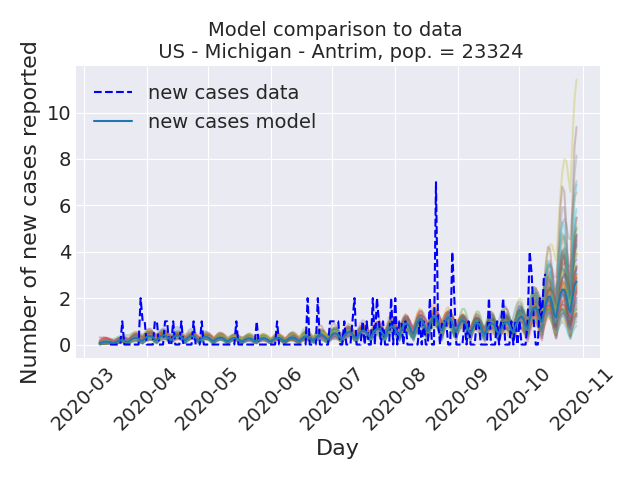 Model comparison to data
US - Michigan - Antrim, pop. = 23324
new cases data
new cases model
Number of new cases reported
10
8
6
4
2
0
2020-03
2020-04
2020-05
2020-06
2020-07
2020-08
2020-09
2020-10
2020-11
Day